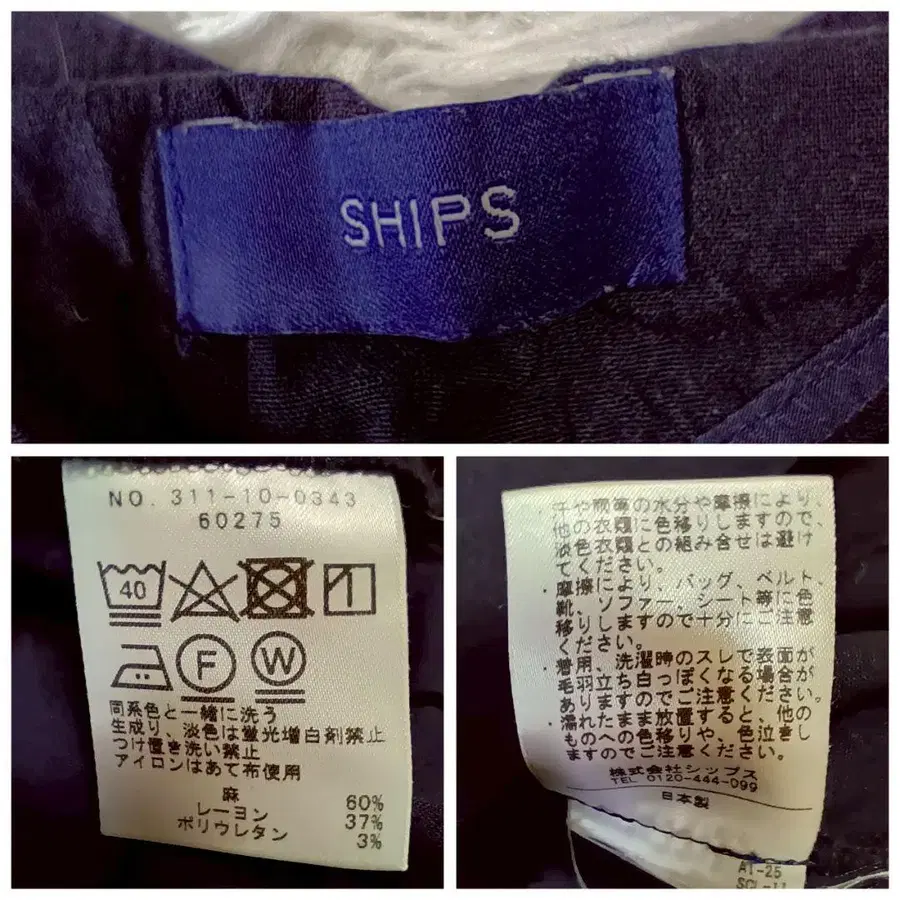 SHIPS
NO. 311-10-0343
60275
40
F
W
同系色と一緒に洗う
生成り、淡色は蛍光増白剤禁止
つけ置き洗い禁止
アイロンはあて布使用
麻 60%
レーヨン 37%
ポリウレタン 3%
・汗や雨等の水分や摩擦により、
他の衣類に色移りしますので、
淡色衣類との組み合せは避け
てください。
・摩擦により、バッグ、ベルト、
靴、ソファー、シート等に色
移りしますので十分にご注意
ください。
・着用、洗濯時のスレで表面が
毛羽立ち白っぽくなる場合が
ありますのでご注意ください。
・濡れたまま放置すると、他の
ものへの色移りや、色泣きし
ますのでご注意ください。
株式会社シップス
TEL 0120-444-099
日本製
A1-25